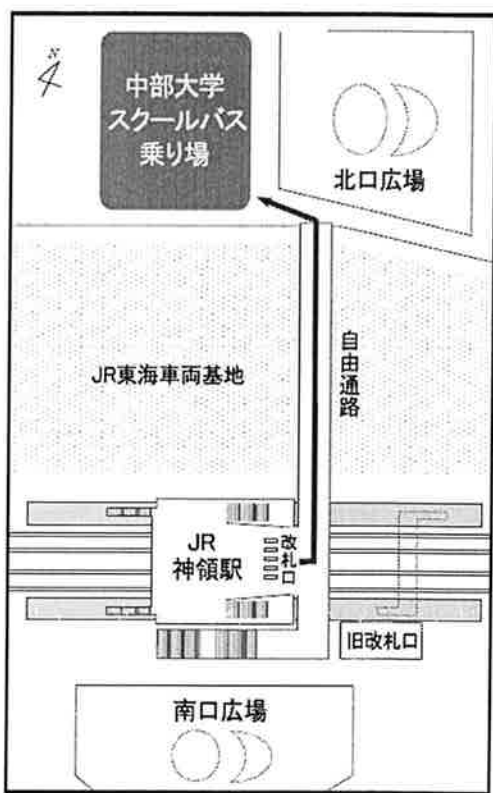 N
中部大学
スクールバス
乗り場
北口広場
JR東海車両基地
自由通路
JR
神領駅
改札口
旧改札口
南口広場